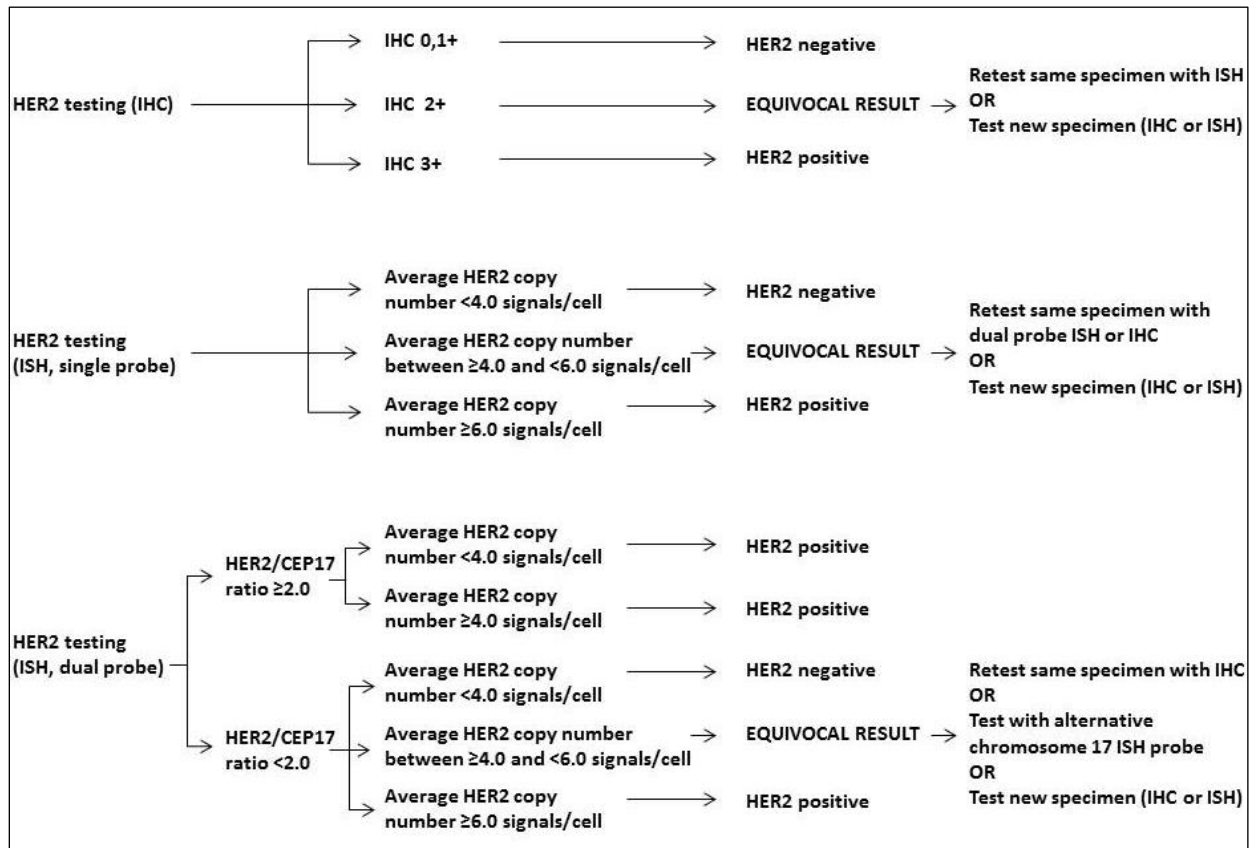 HER2 testing (IHC)
IHC 0,1+
HER2 negative
IHC  2+
EQUIVOCAL RESULT
Retest same specimen with ISH
OR
Test new specimen (IHC or ISH)
IHC 3+
HER2 positive
HER2 testing
(ISH, single probe)
Average HER2 copy
number <4.0 signals/cell
HER2 negative
Average HER2 copy number
between ≥4.0 and <6.0 signals/cell
EQUIVOCAL RESULT
Retest same specimen with
dual probe ISH or IHC
OR
Test new specimen (IHC or ISH)
Average HER2 copy
number ≥6.0 signals/cell
HER2 positive
HER2 testing
(ISH, dual probe)
HER2/CEP17
ratio ≥2.0
Average HER2 copy
number <4.0 signals/cell
HER2 positive
Average HER2 copy
number ≥4.0 signals/cell
HER2 positive
HER2/CEP17
ratio <2.0
Average HER2 copy
number <4.0 signals/cell
HER2 negative
Average HER2 copy number
between ≥4.0 and <6.0 signals/cell
EQUIVOCAL RESULT
Retest same specimen with IHC
OR
Test with alternative
chromosome 17 ISH probe
OR
Test new specimen (IHC or ISH)
Average HER2 copy
number ≥6.0 signals/cell
HER2 positive